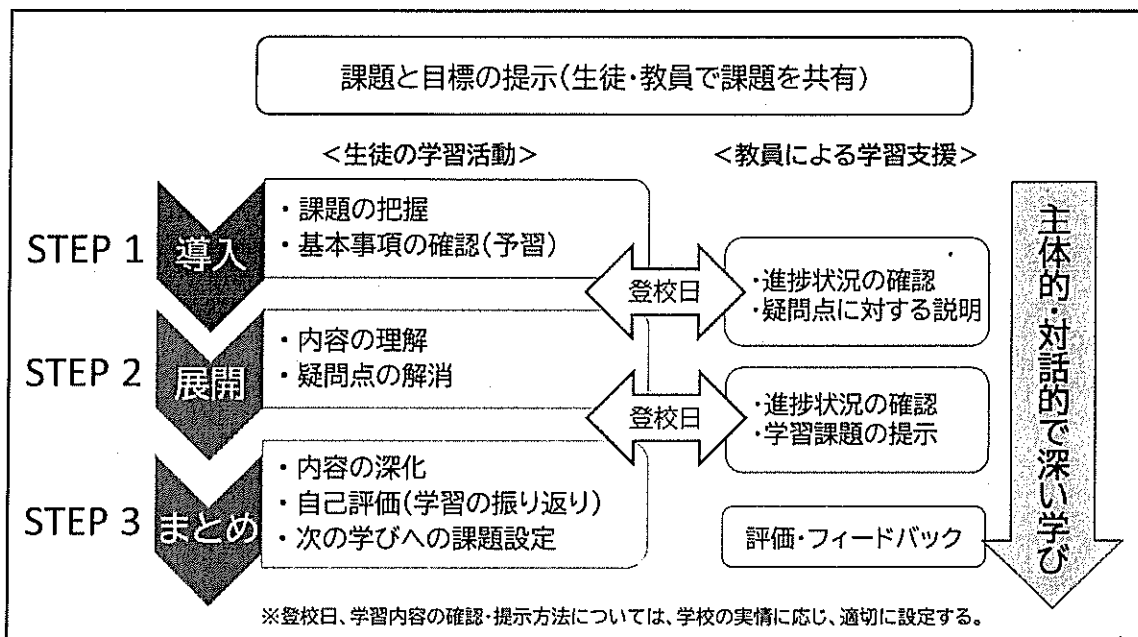 課題と目標の提示(生徒・教員で課題を共有)
<生徒の学習活動>
<教員による学習支援>
STEP 1
導入
・課題の把握
・基本事項の確認(予習)
登校日
・進捗状況の確認
・疑問点に対する説明
STEP 2
展開
・内容の理解
・疑問点の解消
登校日
・進捗状況の確認
・学習課題の提示
STEP 3
まとめ
・内容の深化
・自己評価(学習の振り返り)
・次の学びへの課題設定
評価・フィードバック
主体的・対話的で深い学び
※登校日、学習内容の確認・提示方法については、学校の実情に応じ、適切に設定する。